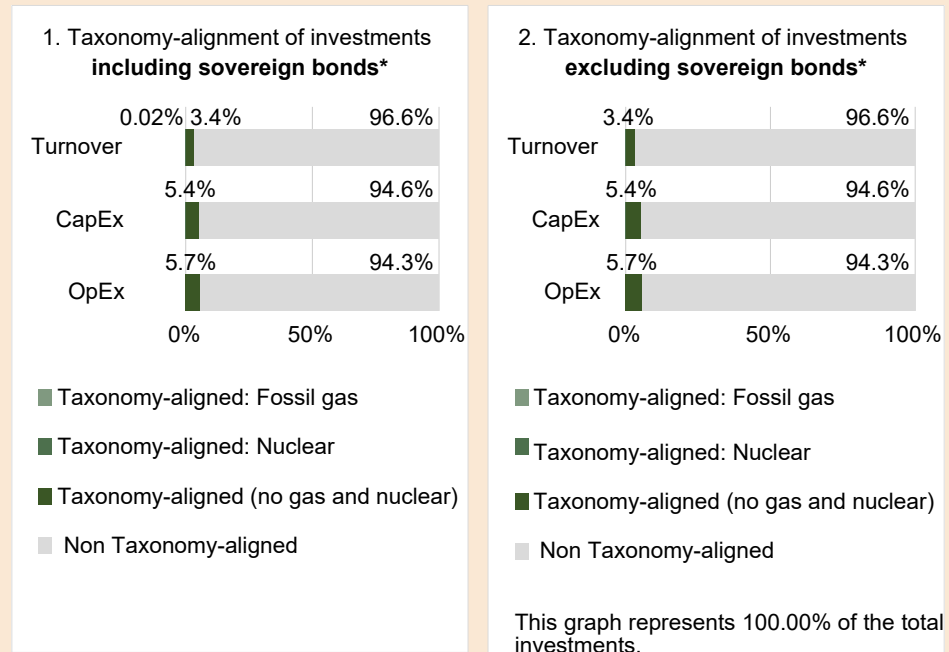 1. Taxonomy-alignment of investments
including sovereign bonds*
0.02% 3.4% 96.6%
Turnover
5.4% 94.6%
CapEx
5.7% 94.3%
OpEx
0% 50% 100%
Taxonomy-aligned: Fossil gas
Taxonomy-aligned: Nuclear
Taxonomy-aligned (no gas and nuclear)
Non Taxonomy-aligned
2. Taxonomy-alignment of investments
excluding sovereign bonds*
3.4% 96.6%
Turnover
5.4% 94.6%
CapEx
5.7% 94.3%
OpEx
0% 50% 100%
Taxonomy-aligned: Fossil gas
Taxonomy-aligned: Nuclear
Taxonomy-aligned (no gas and nuclear)
Non Taxonomy-aligned
This graph represents 100.00% of the total
investments.